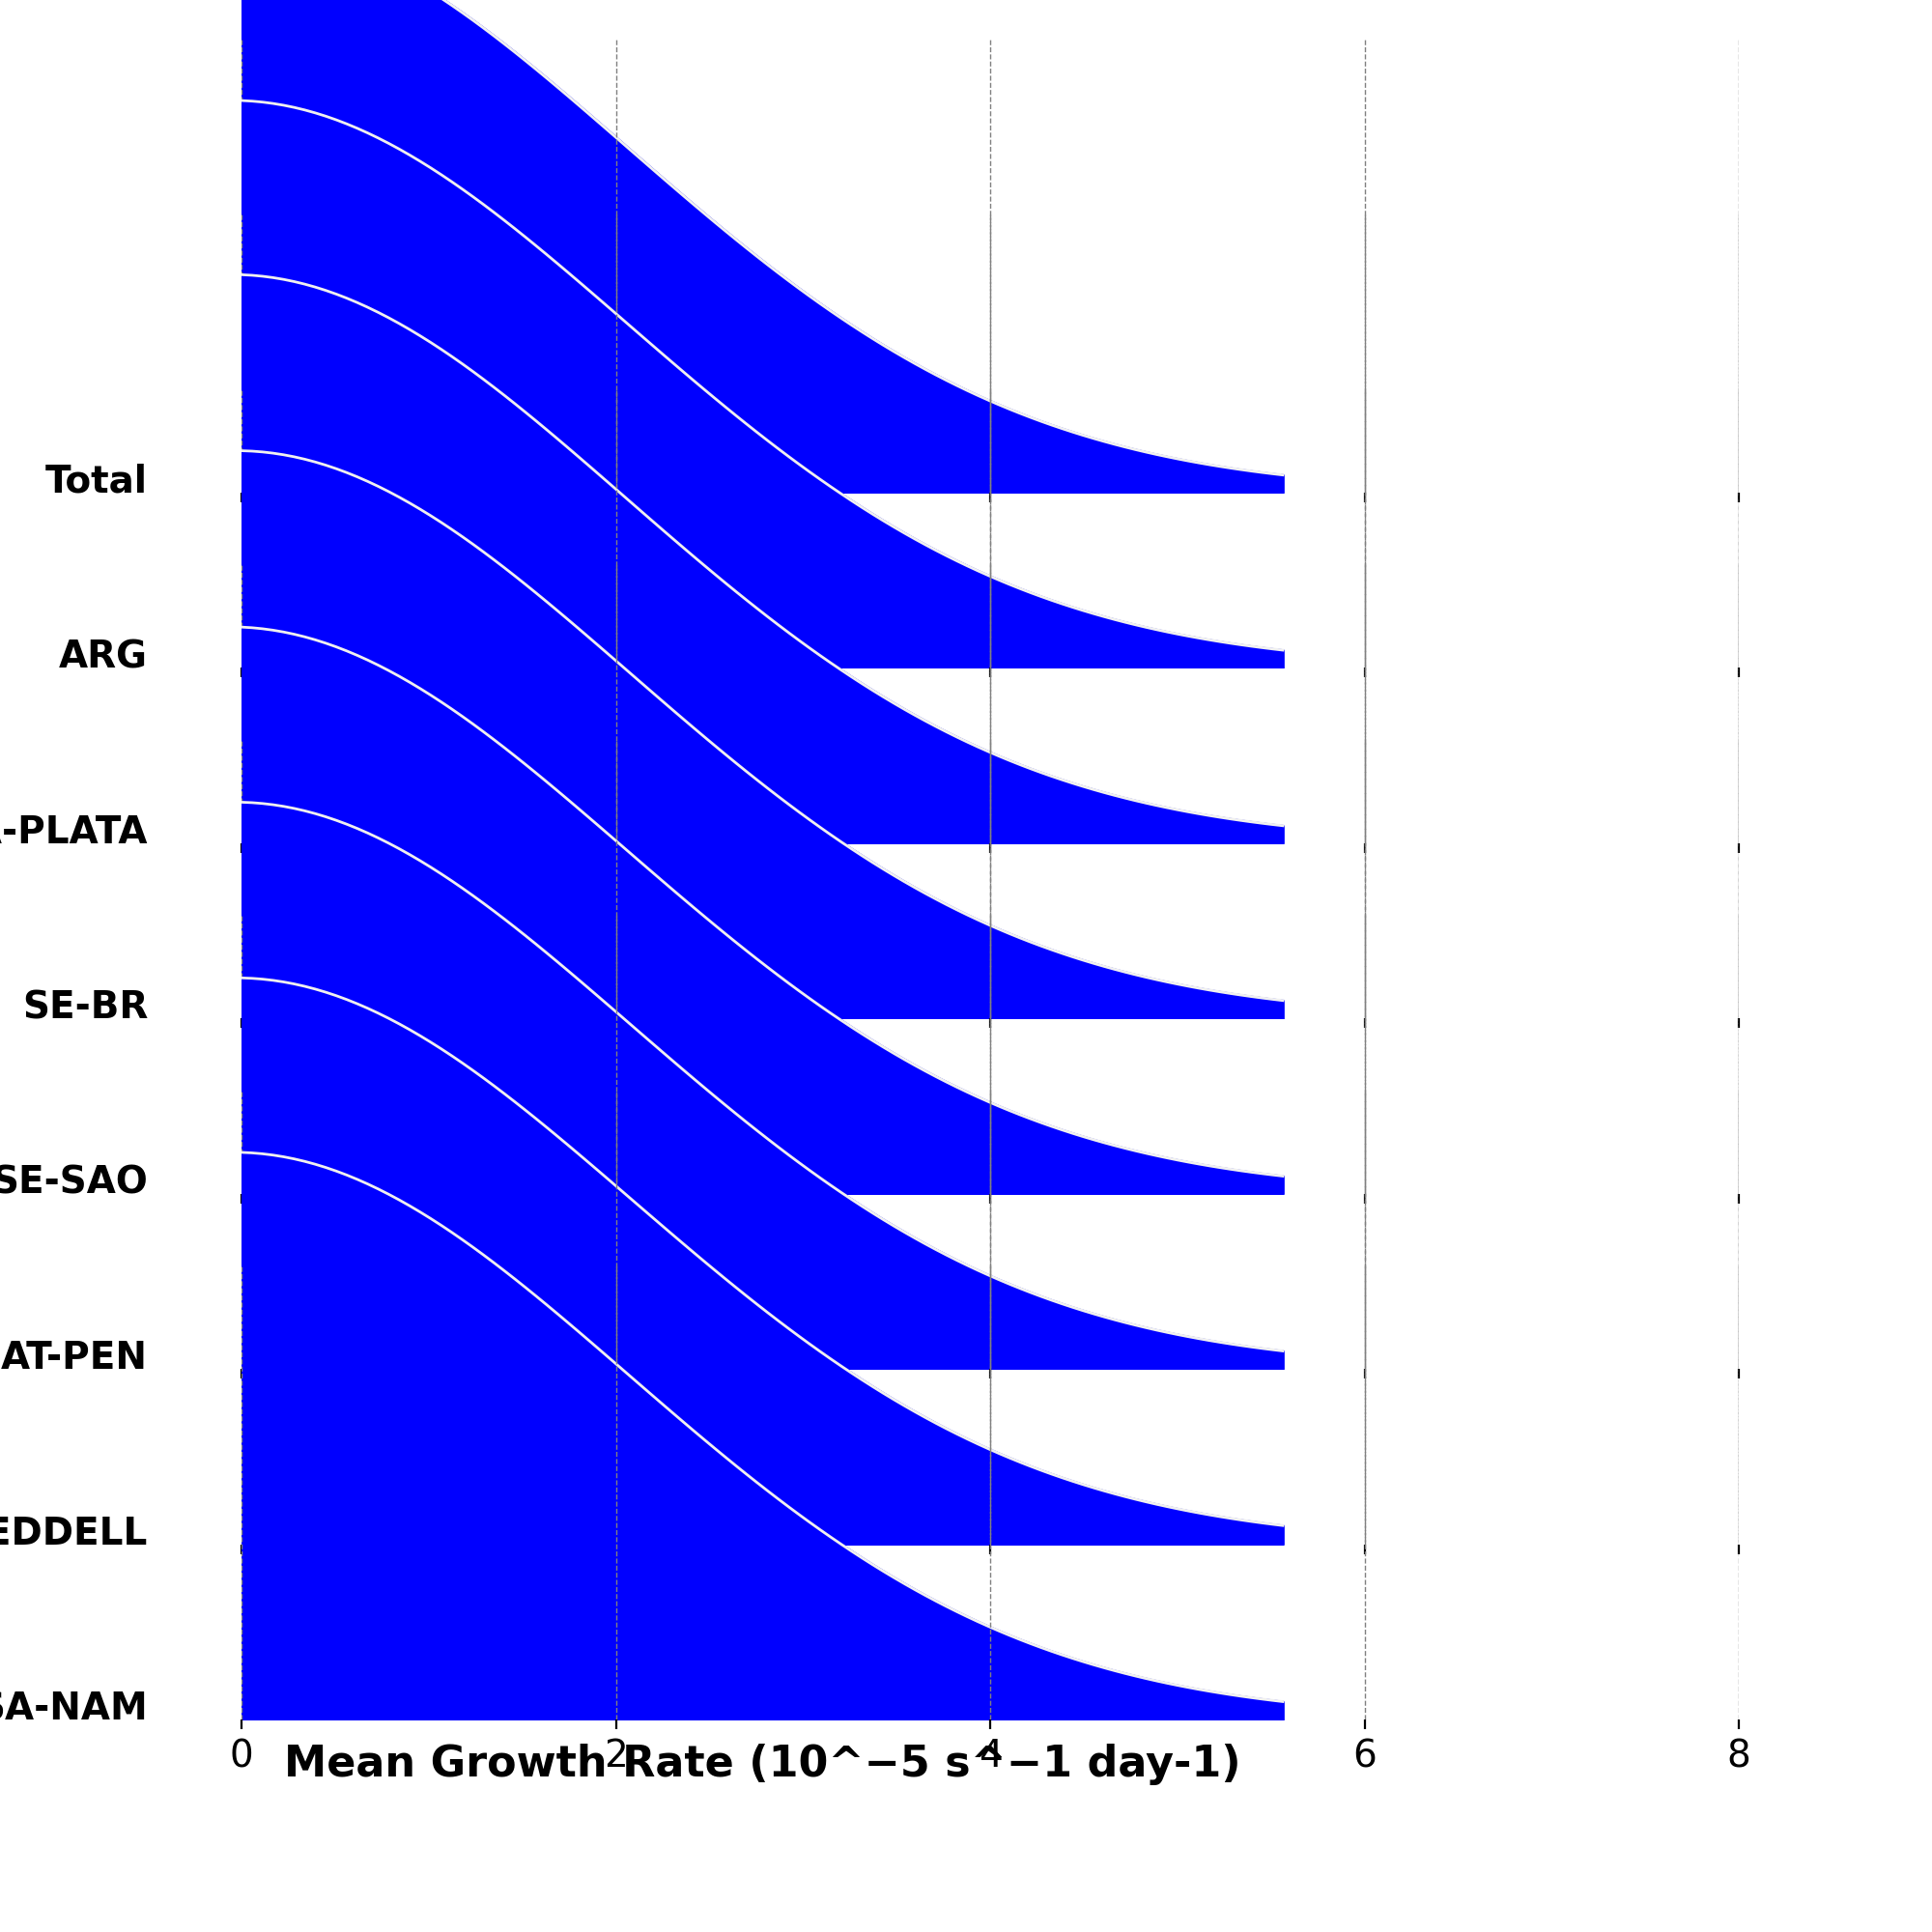 Total
ARG
-PLATA
SE-BR
SE-SAO
AT-PEN
EDDELL
SA-NAM
0 2 4 6 8
Mean Growth Rate (10^−5 s^−1 day-1)